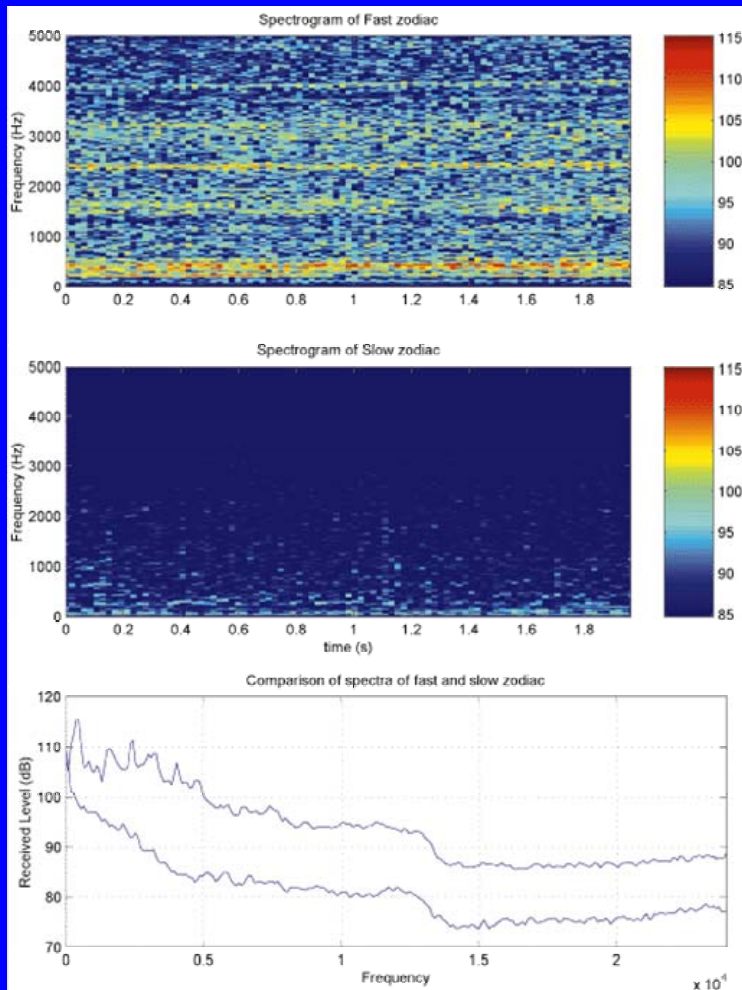 Spectrogram of Fast zodiac
5000
4000
3000
2000
1000
0
Frequency (Hz)
0 0.2 0.4 0.6 0.8 1 1.2 1.4 1.6 1.8
115
110
105
100
95
90
85
Spectrogram of Slow zodiac
5000
4000
3000
2000
1000
0
Frequency (Hz)
0 0.2 0.4 0.6 0.8 1 1.2 1.4 1.6 1.8
time (s)
115
110
105
100
95
90
85
Comparison of spectra of fast and slow zodiac
120
110
100
90
80
70
Received Level (dB)
0 0.5 1 1.5 2
Frequency
x 10^4